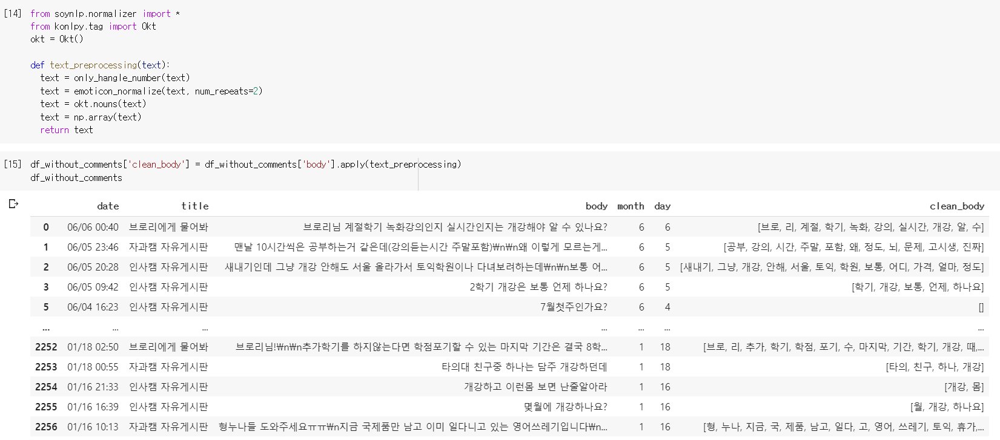 [14] from soynlp.normalizer import *
from konlpy.tag import Okt
okt = Okt()
def text_preprocessing(text):
text = only_hangle_number(text)
text = emoticon_normalize(text, num_repeats=2)
text = okt.nouns(text)
text = np.array(text)
return text
[15] df_without_comments['clean_body'] = df_without_comments['body'].apply(text_preprocessing)
df_without_comments
date title body month day clean_body
0 06/06 00:40 브로리에게 물어봐 브로리님 계절학기 녹화강의인지 실시간인지는 개강해야 알 수 있나요? 6 6 [브로, 리, 계절, 학기, 녹화, 강의, 실시간, 개강, 알, 수]
1 06/05 23:46 자과캠 자유게시판 맨날 10시간씩은 공부하는거 같은데(강의듣는시간 주말포함)₩n₩n왜 이렇게 모르는게... 6 5 [공부, 강의, 시간, 주말, 포함, 왜, 정도, 뇌, 문제, 고시생, 진짜]
2 06/05 20:28 인사캠 자유게시판 새내기인데 그냥 개강 안해도 서울 올라가서 토익학원이나 다녀보려하는데₩n₩n보통 어... 6 5 [새내기, 그냥, 개강, 안해, 서울, 토익, 학원, 보통, 어디, 가격, 얼마, 정도]
3 06/05 09:42 인사캠 자유게시판 2학기 개강은 보통 언제 하나요? 6 5 [학기, 개강, 보통, 언제, 하나요]
5 06/04 16:23 인사캠 자유게시판 7월첫주인가요? 6 4 []
... ... ... ... ... ... ...
2252 01/18 02:50 브로리에게 물어봐 브로리님!₩n₩n추가학기를 하지않는다면 학점포기할 수 있는 마지막 기간은 결국 8학... 1 18 [브로, 리, 추가, 학기, 학점, 포기, 수, 마지막, 기간, 학기, 개강, 때,...
2253 01/18 00:55 자과캠 자유게시판 타의대 친구중 하나는 담주 개강하던데 1 18 [타의, 친구, 하나, 개강]
2254 01/16 21:33 인사캠 자유게시판 개강하고 이런몸 보면 난줄알아라 1 16 [개강, 몸]
2255 01/16 16:39 인사캠 자유게시판 몇월에 개강하나요? 1 16 [월, 개강, 하나요]
2256 01/16 10:13 자과캠 자유게시판 형누나들 도와주세요ㅠㅠ₩n지금 국제품만 남고 이미 일다니고 있는 영어쓰레기입니다₩n... 1 16 [형, 누나, 지금, 국, 제품, 남고, 일다, 고, 영어, 쓰레기, 토익, 휴가,...